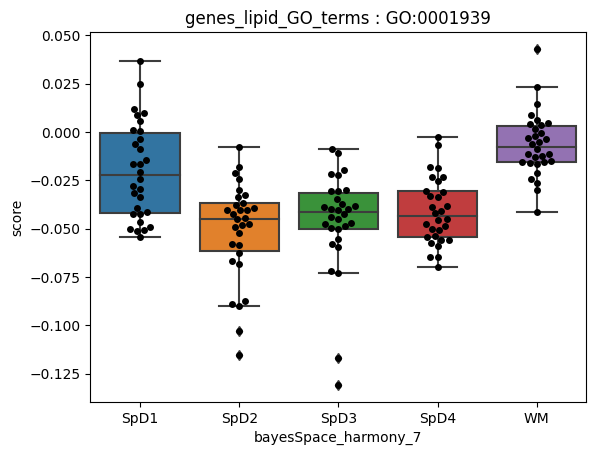 genes_lipid_GO_terms : GO:0001939
0.050
0.025
0.000
−0.025
−0.050
−0.075
−0.100
−0.125
score
SpD1 SpD2 SpD3 SpD4 WM
bayesSpace_harmony_7